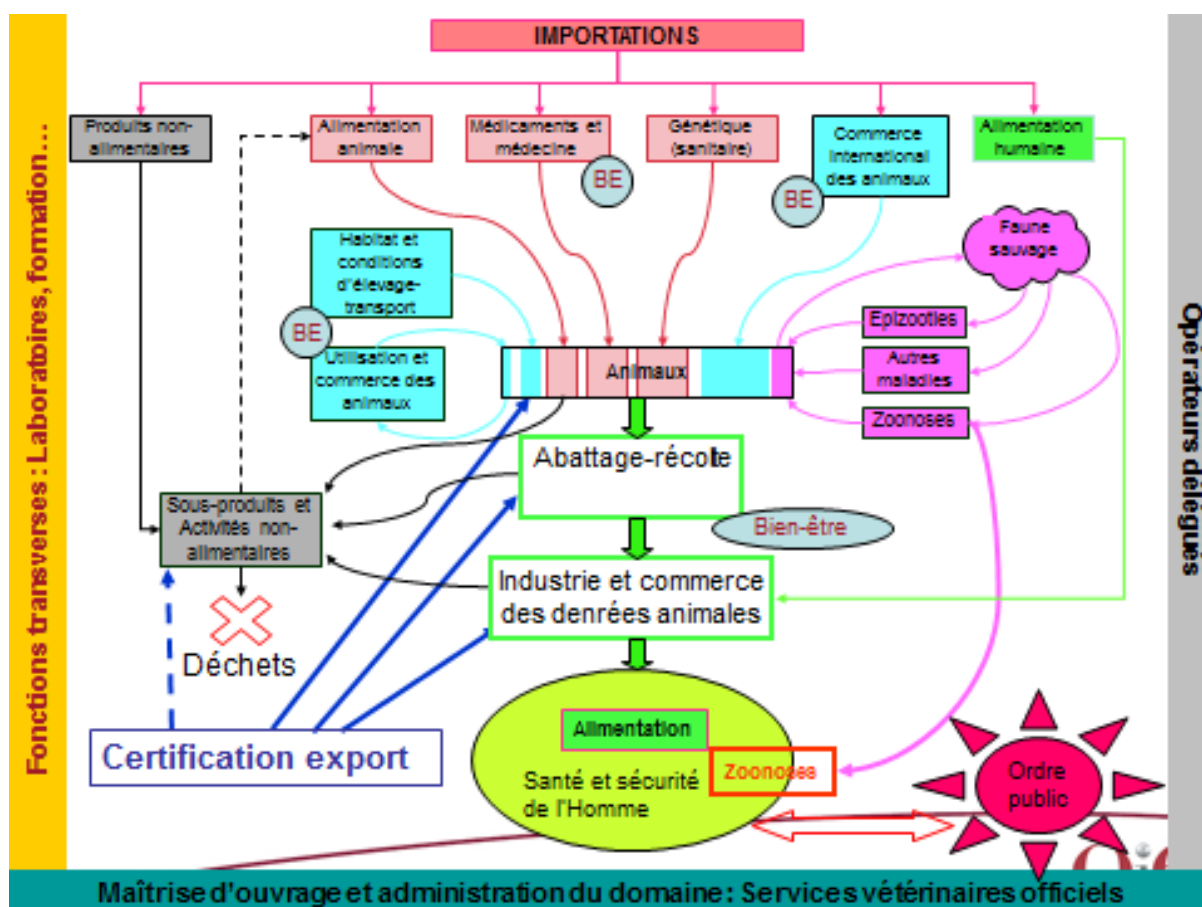 IMPORTATIONS
Produits non-
alimentaires
Alimentation
animale
Médicaments et
médecine
Génétique
(sanitaire)
Commerce
international
des animaux
Alimentation
humaine
BE
BE
Habitat et
conditions
d'élevage-
transport
Faune
sauvage
BE
Utilisation et
commerce des
animaux
Animaux
Epizooties
Autres
maladies
Zoonoses
Abattage-récolte
Sous-produits et
Activités non-
alimentaires
Bien-être
Industrie et commerce
des denrées animales
Déchets
Certification export
Alimentation
Zoonoses
Santé et sécurité
de l'Homme
Ordre
public
Fonctions transverses : Laboratoires, formation...
Opérateurs délégués
Maîtrise d'ouvrage et administration du domaine : Services vétérinaires officiels